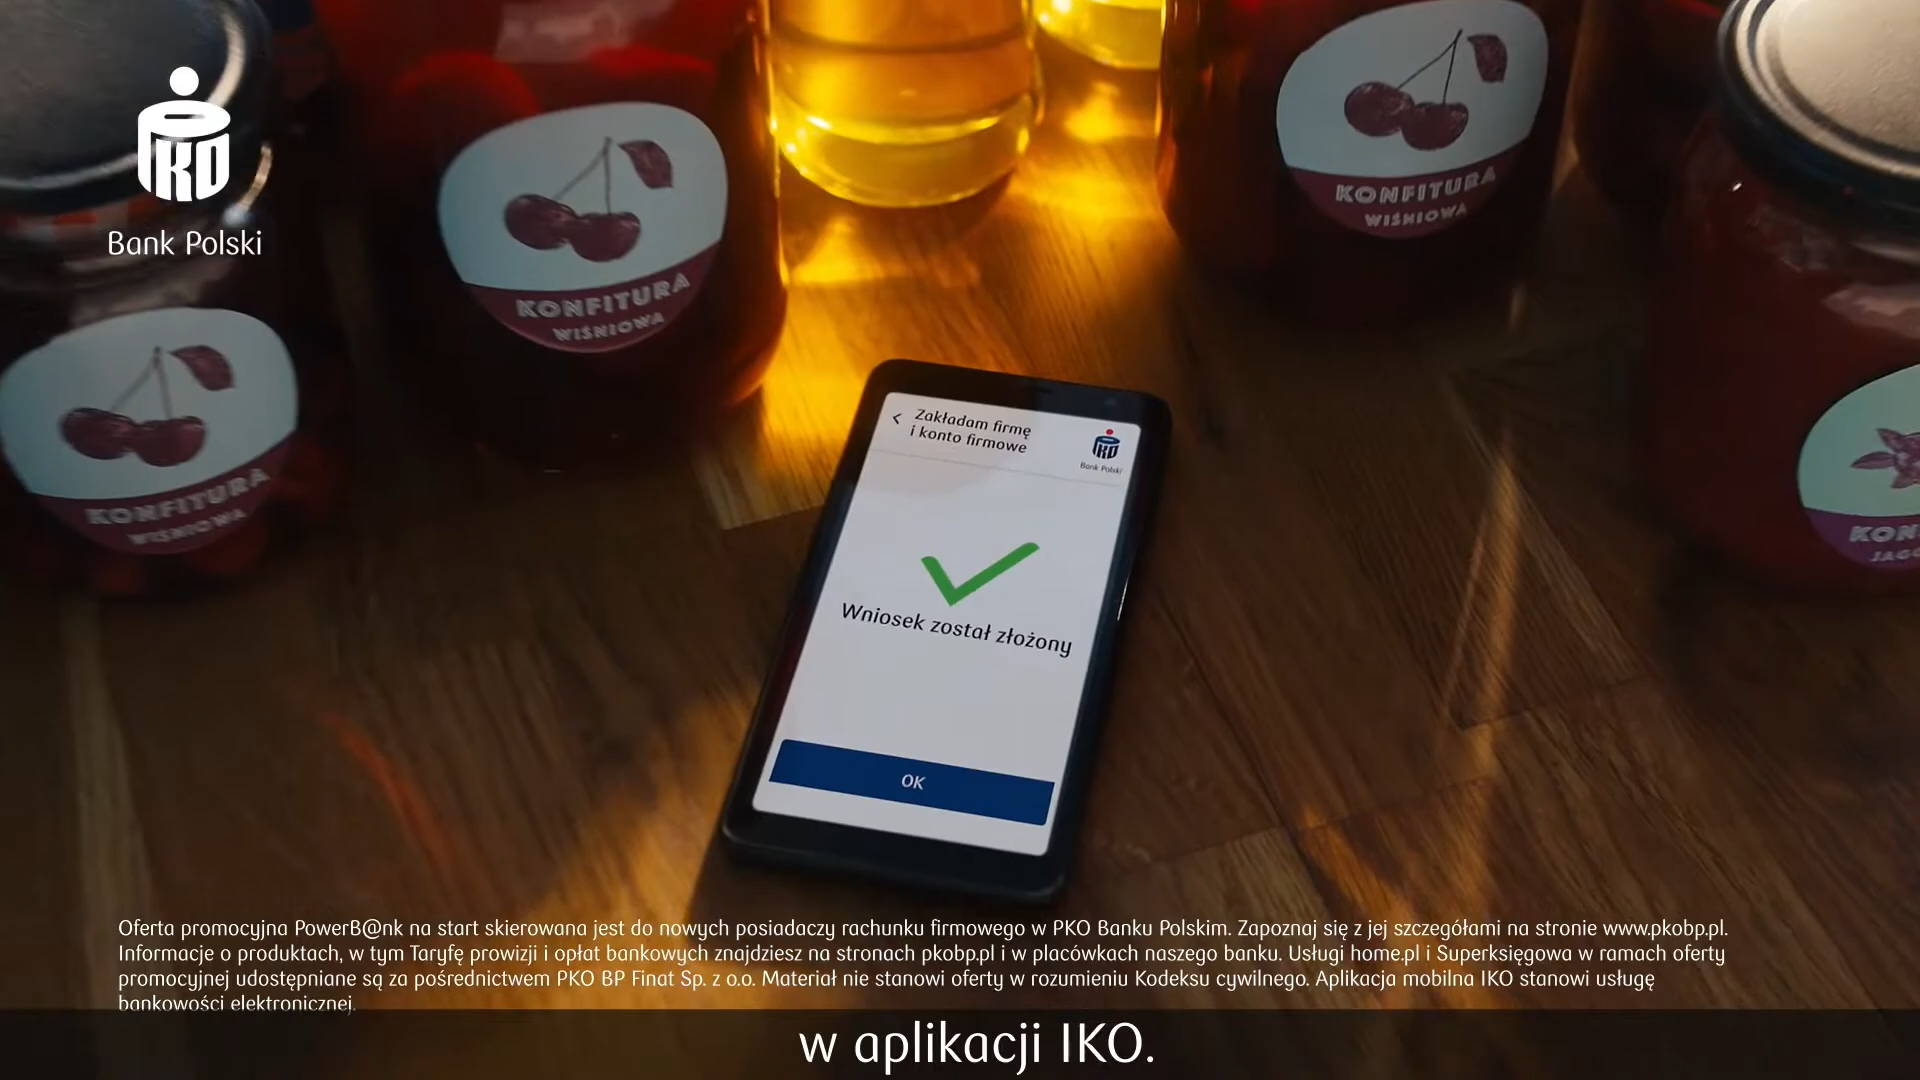 PKO
Bank Polski
KONFITURA
WIŚNIOWA
KONFITURA
WIŚNIOWA
KONFITURA
WIŚNIOWA
Zakładam firmę
i konto firmowe
PKO
Bank Polski
Wniosek został złożony
OK
Oferta promocyjna PowerB@nk na start skierowana jest do nowych posiadaczy rachunku firmowego w PKO Banku Polskim. Zapoznaj się z jej szczegółami na stronie www.pkobp.pl.
Informacje o produktach, w tym Taryfę prowizji i opłat bankowych znajdziesz na stronach pkobp.pl i w placówkach naszego banku. Usługi home.pl i Superksięgowa w ramach oferty
promocyjnej udostępniane są za pośrednictwem PKO BP Finat Sp. z o.o. Materiał nie stanowi oferty w rozumieniu Kodeksu cywilnego. Aplikacja mobilna IKO stanowi usługę
bankowości elektronicznej.
w aplikacji IKO.